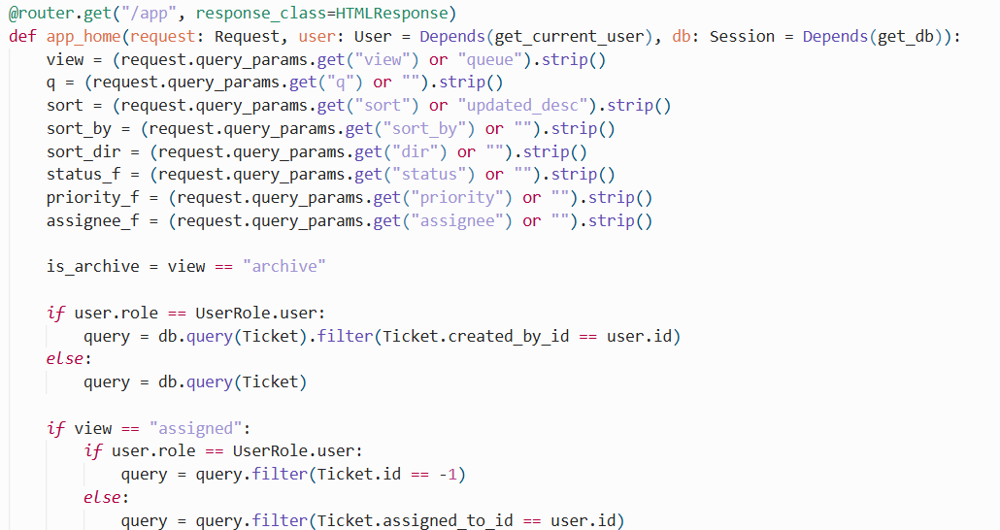 @router.get("/app", response_class=HTMLResponse)
def app_home(request: Request, user: User = Depends(get_current_user), db: Session = Depends(get_db)):
    view = (request.query_params.get("view") or "queue").strip()
    q = (request.query_params.get("q") or "").strip()
    sort = (request.query_params.get("sort") or "updated_desc").strip()
    sort_by = (request.query_params.get("sort_by") or "").strip()
    sort_dir = (request.query_params.get("dir") or "").strip()
    status_f = (request.query_params.get("status") or "").strip()
    priority_f = (request.query_params.get("priority") or "").strip()
    assignee_f = (request.query_params.get("assignee") or "").strip()

    is_archive = view == "archive"

    if user.role == UserRole.user:
        query = db.query(Ticket).filter(Ticket.created_by_id == user.id)
    else:
        query = db.query(Ticket)

    if view == "assigned":
        if user.role == UserRole.user:
            query = query.filter(Ticket.id == -1)
        else:
            query = query.filter(Ticket.assigned_to_id == user.id)